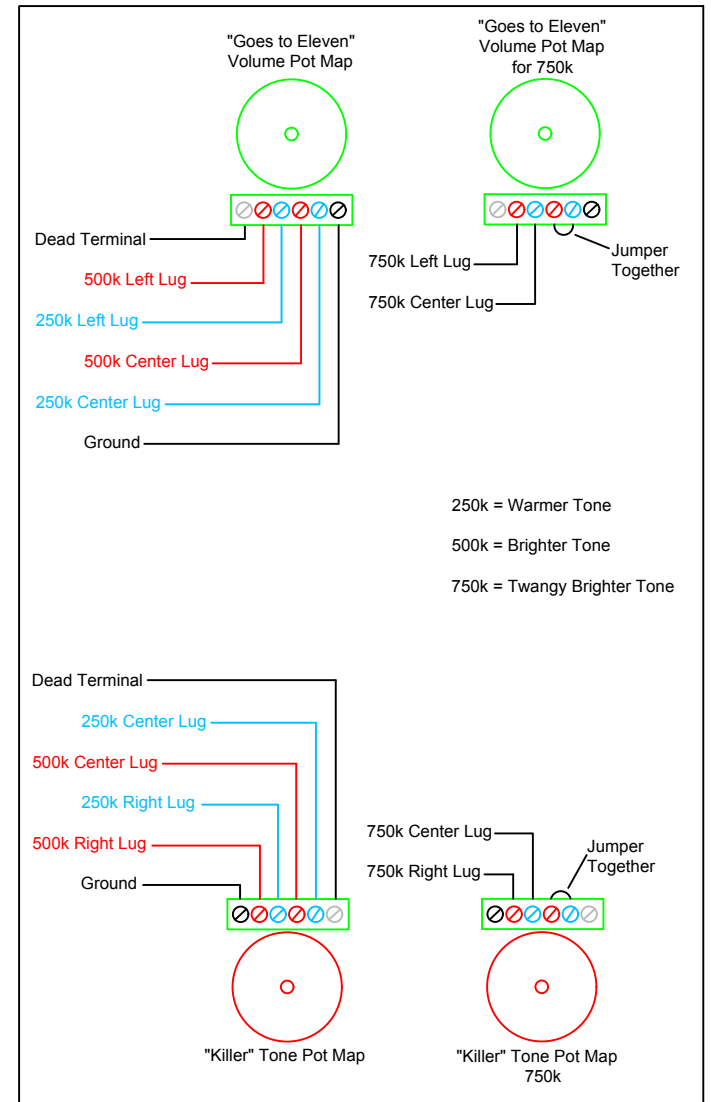 "Goes to Eleven"
Volume Pot Map
"Goes to Eleven"
Volume Pot Map
for 750k
Dead Terminal
500k Left Lug
250k Left Lug
500k Center Lug
250k Center Lug
Ground
750k Left Lug
750k Center Lug
Jumper
Together
250k = Warmer Tone
500k = Brighter Tone
750k = Twangy Brighter Tone
Dead Terminal
250k Center Lug
500k Center Lug
250k Right Lug
500k Right Lug
Ground
750k Center Lug
750k Right Lug
Jumper
Together
"Killer" Tone Pot Map
"Killer" Tone Pot Map
750k